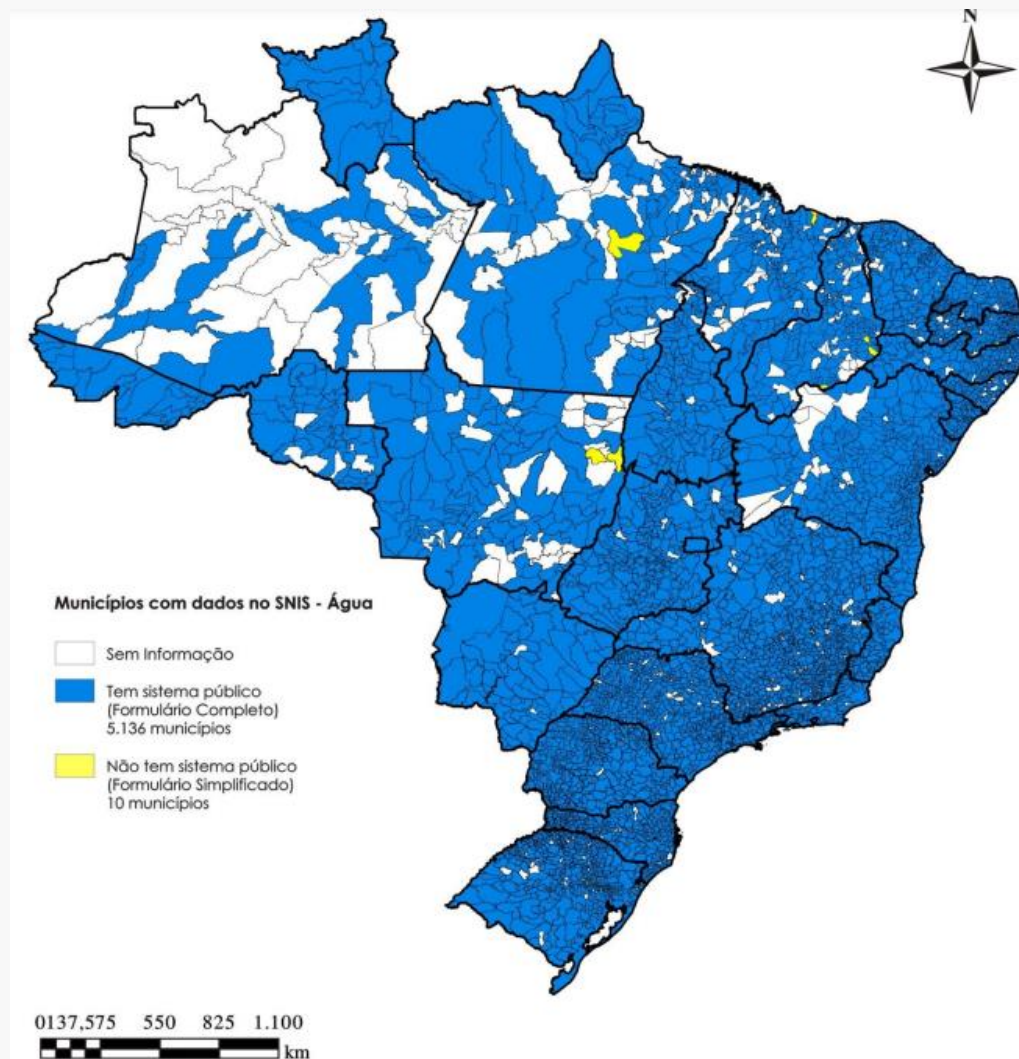 N
Municípios com dados no SNIS - Água
Sem Informação
Tem sistema público
(Formulário Completo)
5.136 municípios
Não tem sistema público
(Formulário Simplificado)
10 municípios
0137,575 550 825 1.100
km